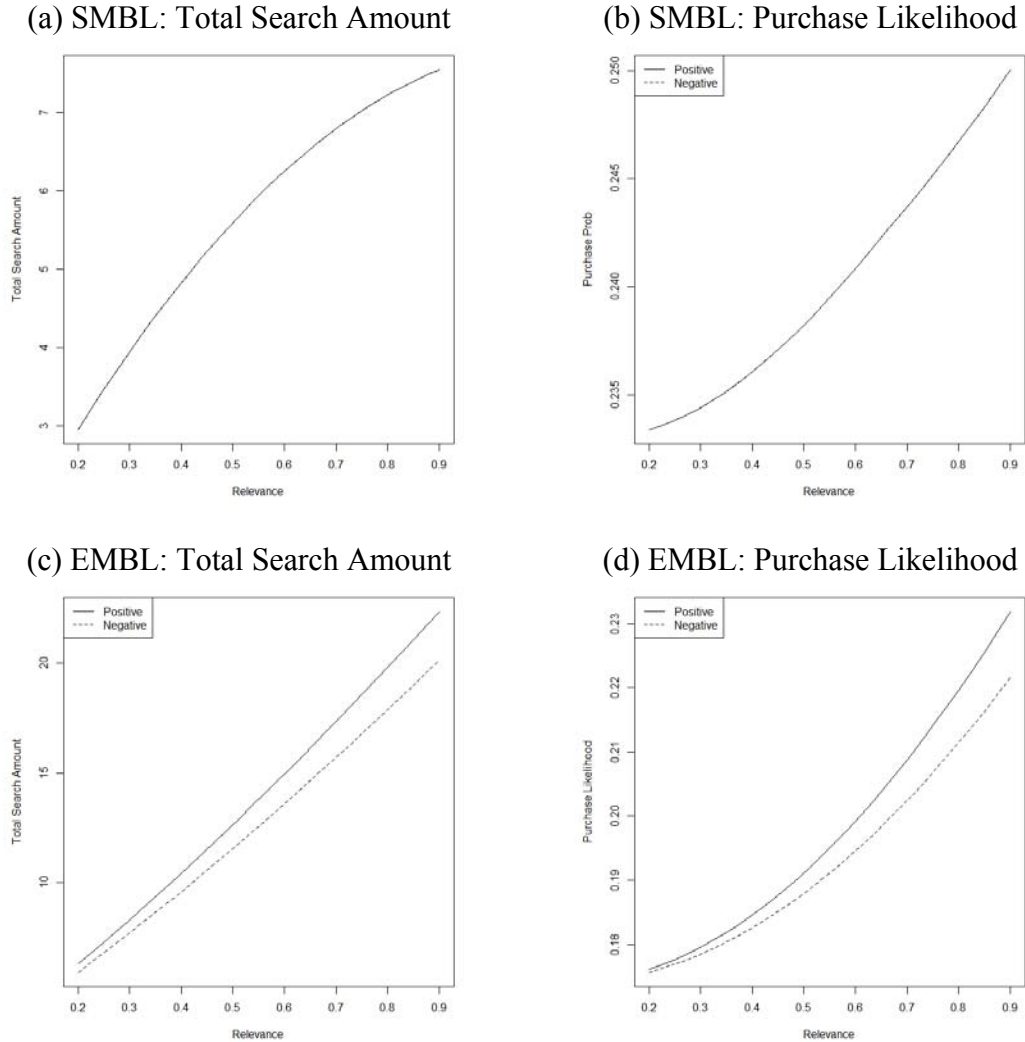 (a) SMBL: Total Search Amount
Total Search Amount
7
6
5
4
3
0.2 0.3 0.4 0.5 0.6 0.7 0.8 0.9
Relevance
(b) SMBL: Purchase Likelihood
Positive
Negative
Purchase Prob
0.250
0.245
0.240
0.235
0.2 0.3 0.4 0.5 0.6 0.7 0.8 0.9
Relevance
(c) EMBL: Total Search Amount
Positive
Negative
Total Search Amount
20
15
10
0.2 0.3 0.4 0.5 0.6 0.7 0.8 0.9
Relevance
(d) EMBL: Purchase Likelihood
Positive
Negative
Purchase Likelihood
0.23
0.22
0.21
0.20
0.19
0.18
0.2 0.3 0.4 0.5 0.6 0.7 0.8 0.9
Relevance